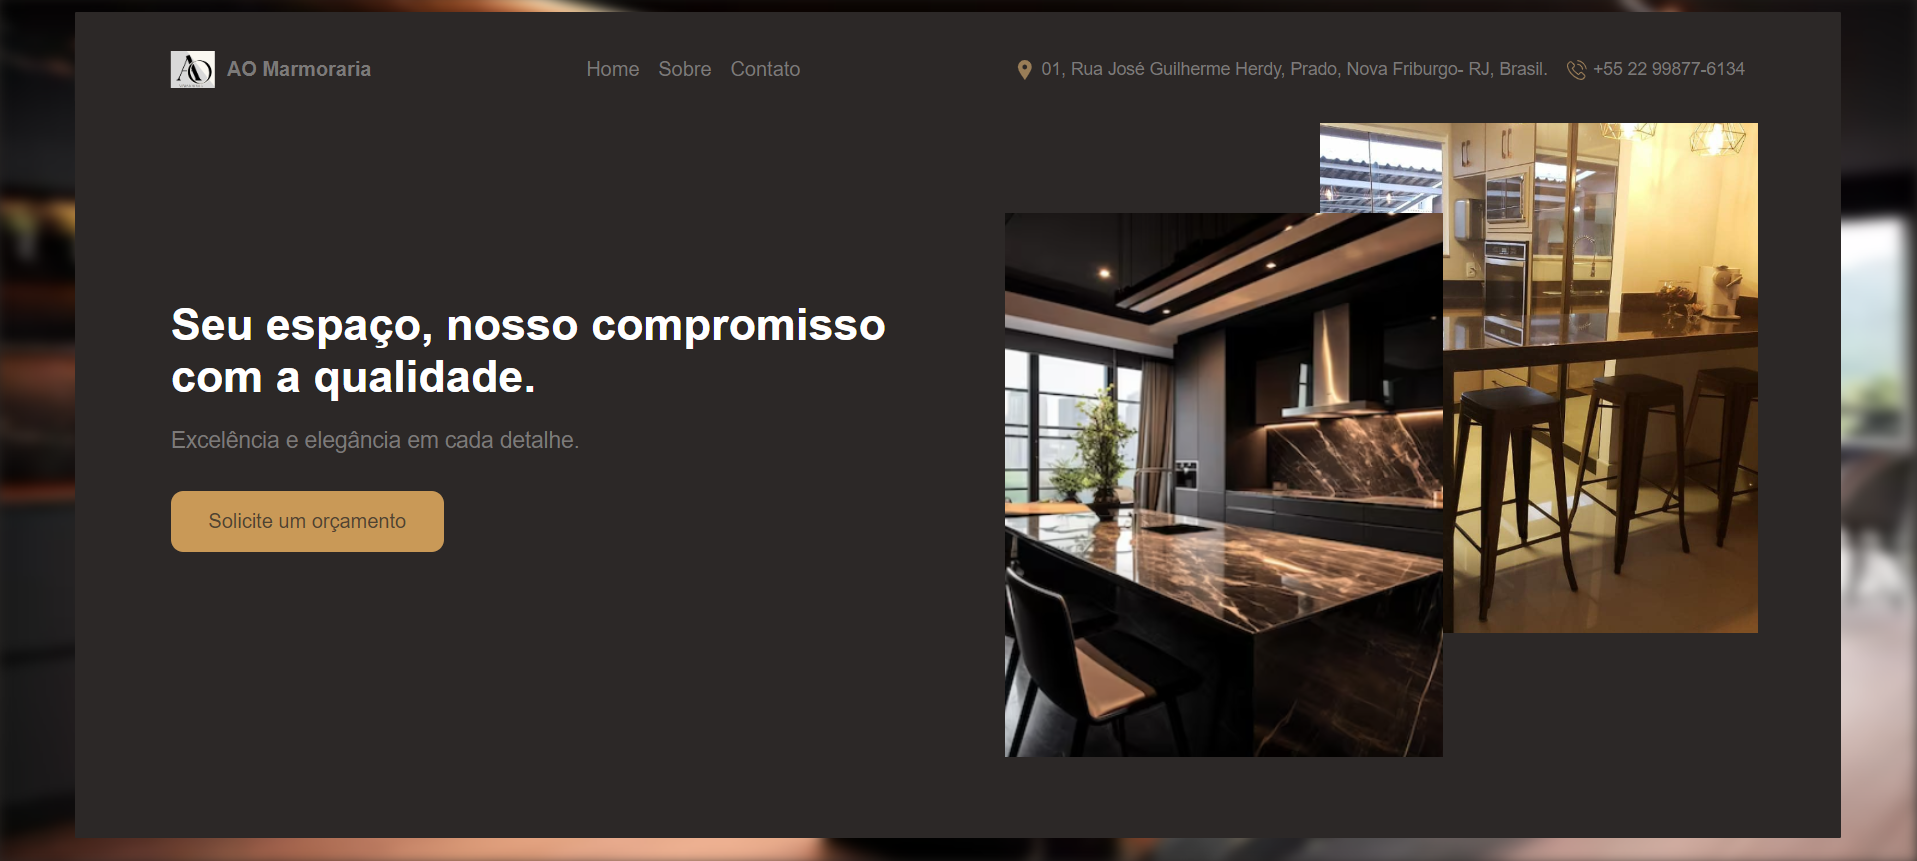 AO
AO Marmoraria
Home Sobre Contato
01, Rua José Guilherme Herdy, Prado, Nova Friburgo- RJ, Brasil.
+55 22 99877-6134
Seu espaço, nosso compromisso
com a qualidade.
Excelência e elegância em cada detalhe.
Solicite um orçamento